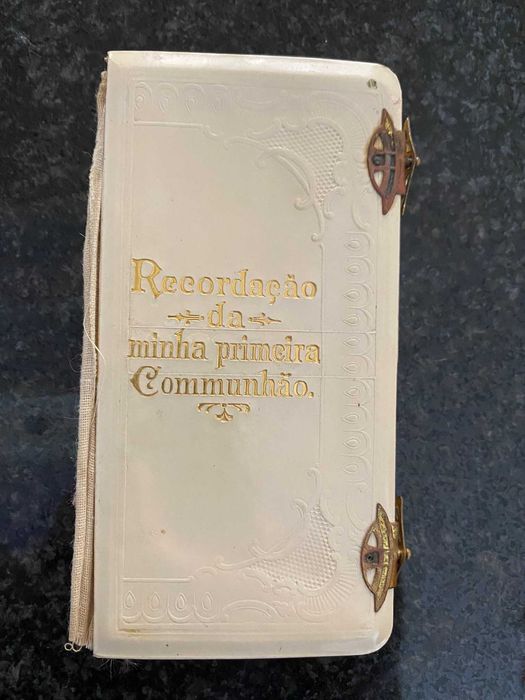 Recordação
da
minha primeira
Communhão.